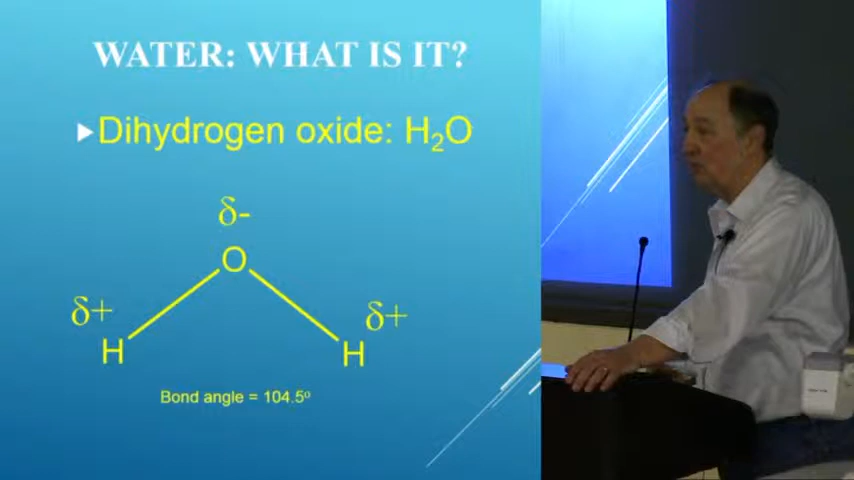 WATER: WHAT IS IT?
Dihydrogen oxide: H₂O
δ-
O
δ+
δ+
H
H
Bond angle = 104.5º